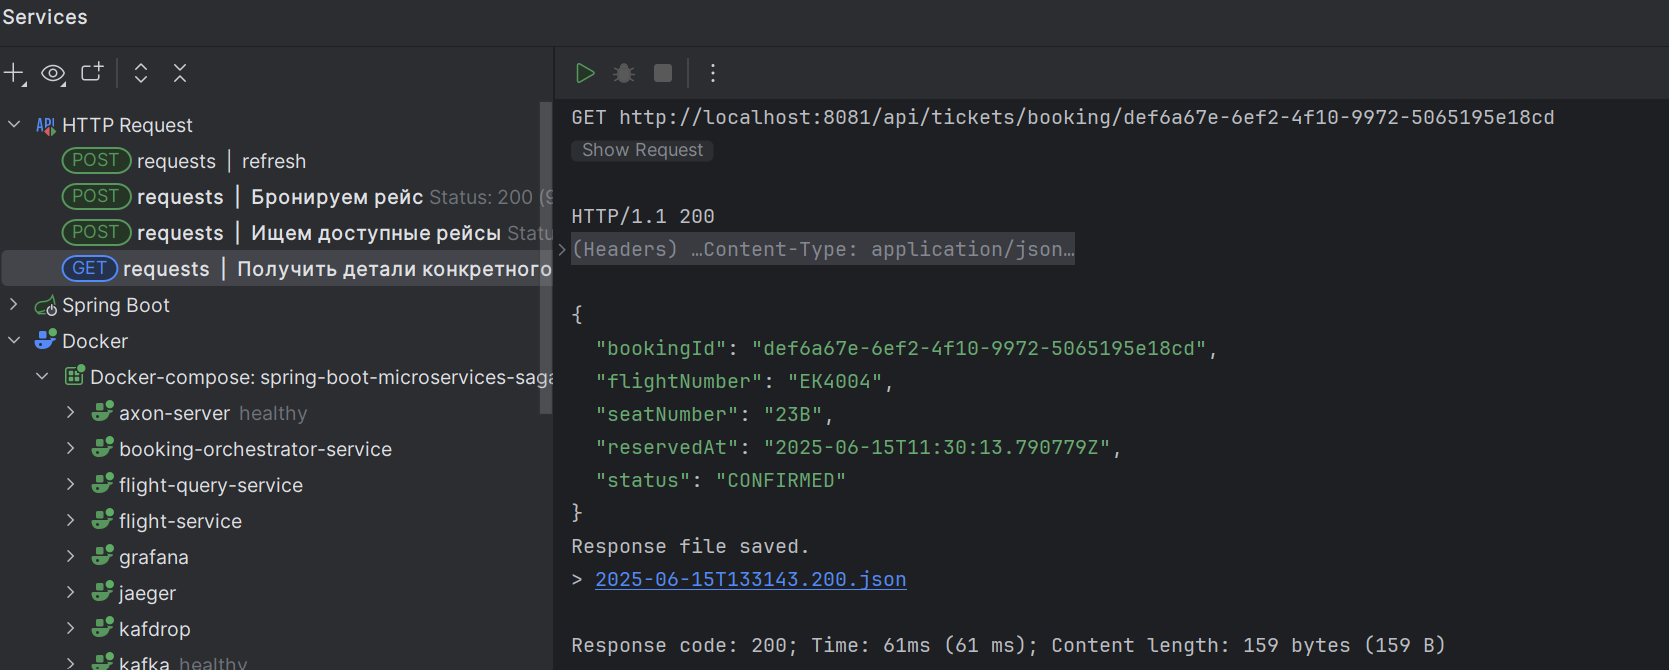 Services
HTTP Request
POST requests | refresh
POST requests | Бронируем рейс Status: 200 (9
POST requests | Ищем доступные рейсы Statu
GET requests | Получить детали конкретного
Spring Boot
Docker
Docker-compose: spring-boot-microservices-saga
axon-server healthy
booking-orchestrator-service
flight-query-service
flight-service
grafana
jaeger
kafdrop
kafka healthy
GET http://localhost:8081/api/tickets/booking/def6a67e-6ef2-4f10-9972-5065195e18cd
Show Request
HTTP/1.1 200
(Headers) …Content-Type: application/json…
{
"bookingId": "def6a67e-6ef2-4f10-9972-5065195e18cd",
"flightNumber": "EK4004",
"seatNumber": "23B",
"reservedAt": "2025-06-15T11:30:13.790779Z",
"status": "CONFIRMED"
}
Response file saved.
> 2025-06-15T133143.200.json
Response code: 200; Time: 61ms (61 ms); Content length: 159 bytes (159 B)